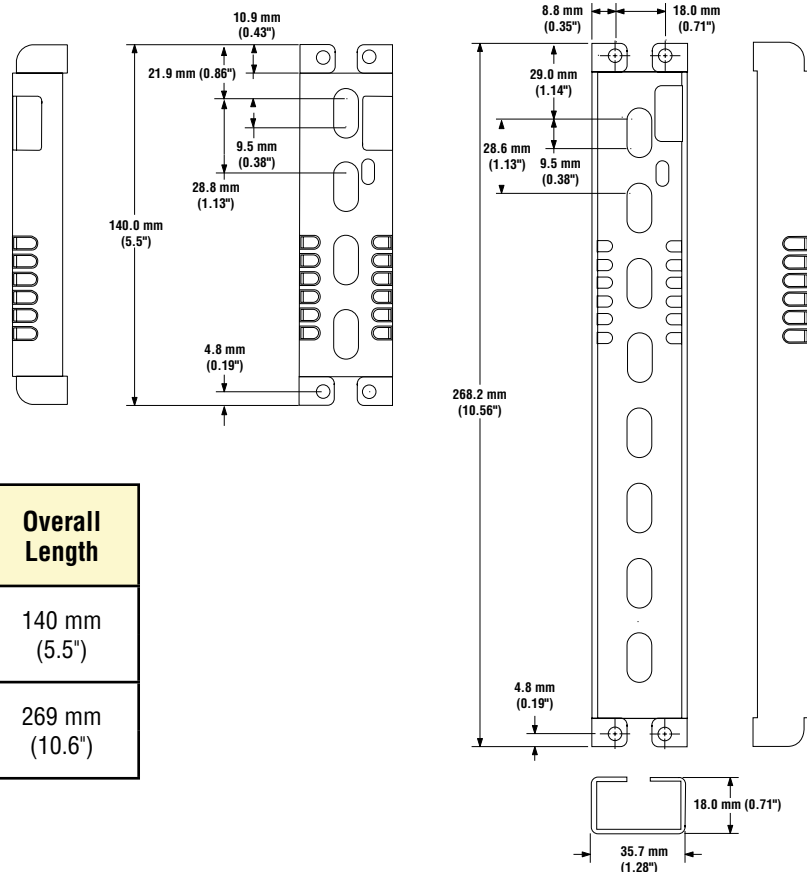 10.9 mm
(0.43")
21.9 mm (0.86")
9.5 mm
(0.38")
28.8 mm
(1.13")
140.0 mm
(5.5")
4.8 mm
(0.19")
8.8 mm
(0.35")
18.0 mm
(0.71")
29.0 mm
(1.14")
28.6 mm
(1.13")
9.5 mm
(0.38")
268.2 mm
(10.56")
4.8 mm
(0.19")
18.0 mm (0.71")
35.7 mm
(1.28")
Overall
Length
140 mm
(5.5")
269 mm
(10.6")